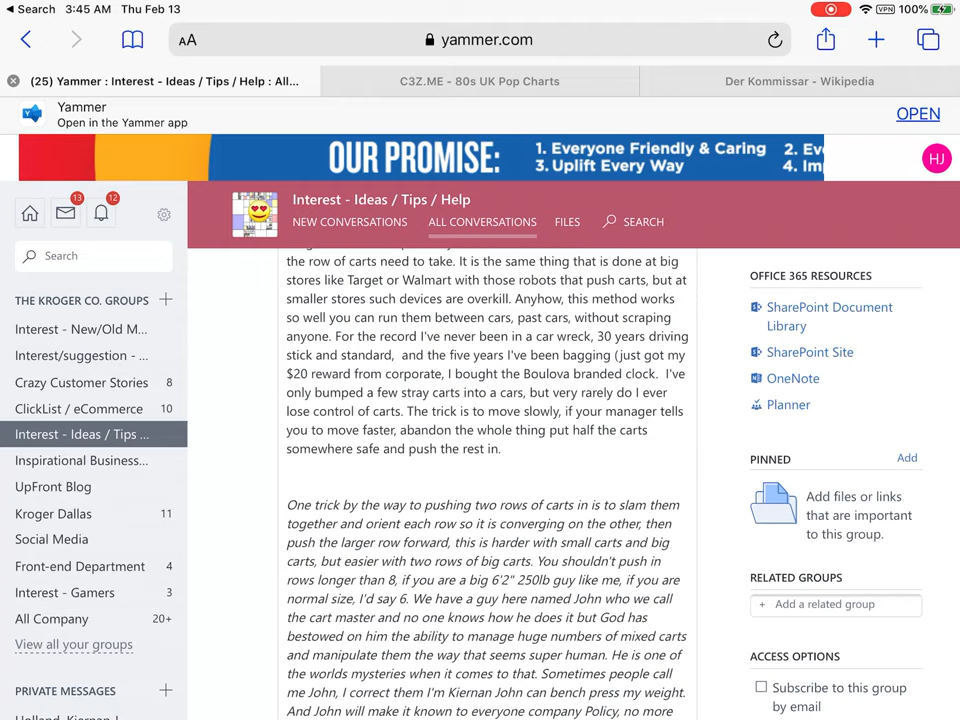 Search 3:45 AM Thu Feb 13 VPN 100%
AA yammer.com
(25) Yammer : Interest - Ideas / Tips / Help : All... C3Z.ME - 80s UK Pop Charts Der Kommissar - Wikipedia
Yammer
Open in the Yammer app
OPEN
OUR PROMISE: 1. Everyone Friendly & Caring 2. Ev
3. Uplift Every Way 4. Im
HJ
Interest - Ideas / Tips / Help
NEW CONVERSATIONS ALL CONVERSATIONS FILES SEARCH
13
12
Search
THE KROGER CO. GROUPS
Interest - New/Old M...
Interest/suggestion - ...
Crazy Customer Stories 8
ClickList / eCommerce 10
Interest - Ideas / Tips ...
Inspirational Business...
UpFront Blog
Kroger Dallas 11
Social Media
Front-end Department 4
Interest - Gamers 3
All Company 20+
View all your groups
PRIVATE MESSAGES
the row of carts need to take. It is the same thing that is done at big
stores like Target or Walmart with those robots that push carts, but at
smaller stores such devices are overkill. Anyhow, this method works
so well you can run them between cars, past cars, without scraping
anyone. For the record I've never been in a car wreck, 30 years driving
stick and standard, and the five years I've been bagging (just got my
$20 reward from corporate, I bought the Boulova branded clock. I've
only bumped a few stray carts into a cars, but very rarely do I ever
lose control of carts. The trick is to move slowly, if your manager tells
you to move faster, abandon the whole thing put half the carts
somewhere safe and push the rest in.
One trick by the way to pushing two rows of carts in is to slam them
together and orient each row so it is converging on the other, then
push the larger row forward, this is harder with small carts and big
carts, but easier with two rows of big carts. You shouldn't push in
rows longer than 8, if you are a big 6'2" 250lb guy like me, if you are
normal size, I'd say 6. We have a guy here named John who we call
the cart master and no one knows how he does it but God has
bestowed on him the ability to manage huge numbers of mixed carts
and manipulate them the way that seems super human. He is one of
the worlds mysteries when it comes to that. Sometimes people call
me John, I correct them I'm Kiernan John can bench press my weight.
And John will make it known to everyone company Policy, no more
OFFICE 365 RESOURCES
SharePoint Document
Library
SharePoint Site
OneNote
Planner
PINNED Add
Add files or links
that are important
to this group.
RELATED GROUPS
+ Add a related group
ACCESS OPTIONS
Subscribe to this group
by email